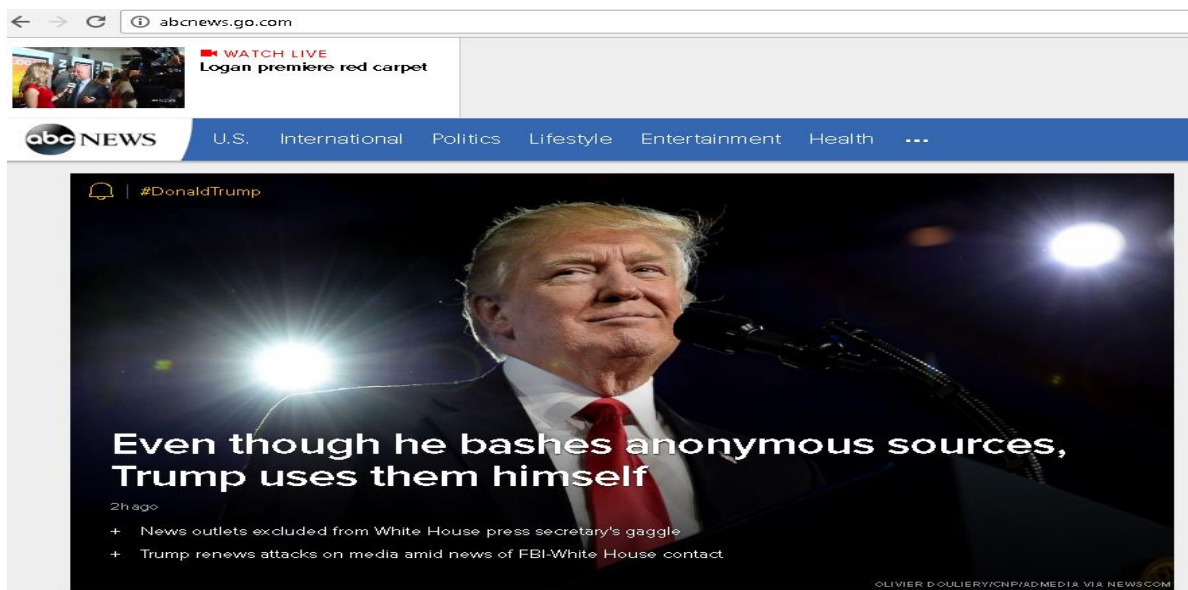 abcnews.go.com
WATCH LIVE
Logan premiere red carpet
abc NEWS U.S. International Politics Lifestyle Entertainment Health ...
#DonaldTrump
Even though he bashes anonymous sources,
Trump uses them himself
2h ago
+ News outlets excluded from White House press secretary's gaggle
+ Trump renews attacks on media amid news of FBI-White House contact
OLIVIER DOULIERY/CNP/ADMEDIA VIA NEWSCOM